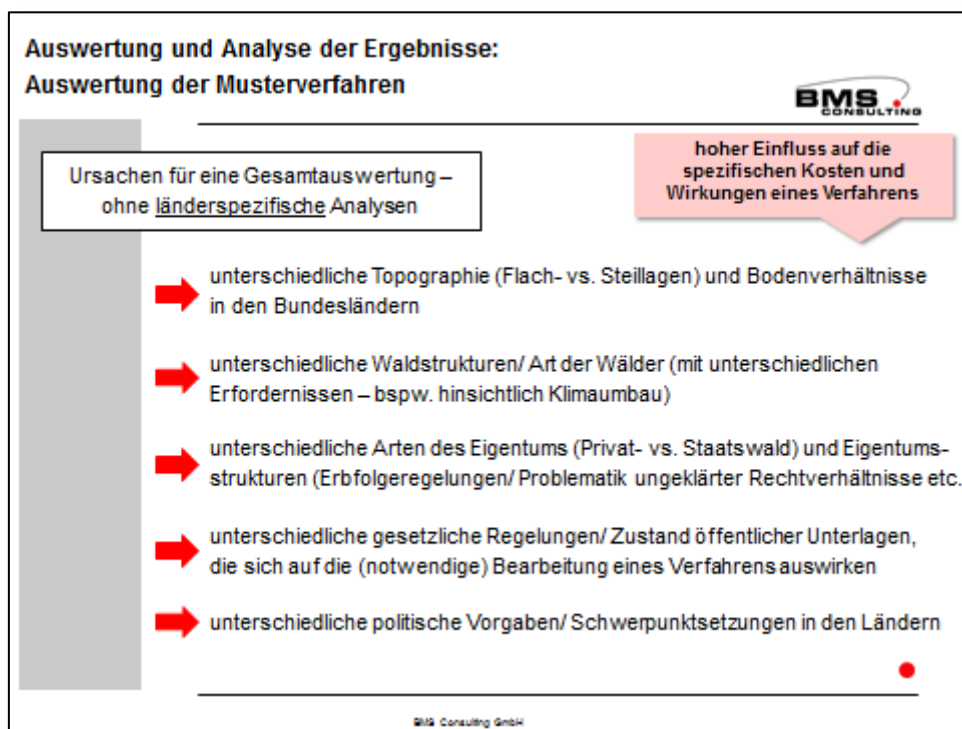 Auswertung und Analyse der Ergebnisse:
Auswertung der Musterverfahren
BMS
CONSULTING
Ursachen für eine Gesamtauswertung –
ohne länderspezifische Analysen
hoher Einfluss auf die
spezifischen Kosten und
Wirkungen eines Verfahrens
unterschiedliche Topographie (Flach- vs. Steillagen) und Bodenverhältnisse
in den Bundesländern
unterschiedliche Waldstrukturen/ Art der Wälder (mit unterschiedlichen
Erfordernissen – bspw. hinsichtlich Klimaumbau)
unterschiedliche Arten des Eigentums (Privat- vs. Staatswald) und Eigentums-
strukturen (Erbfolgeregelungen/ Problematik ungeklärter Rechtverhältnisse etc.
unterschiedliche gesetzliche Regelungen/ Zustand öffentlicher Unterlagen,
die sich auf die (notwendige) Bearbeitung eines Verfahrens auswirken
unterschiedliche politische Vorgaben/ Schwerpunktsetzungen in den Ländern
BMS Consulting GmbH